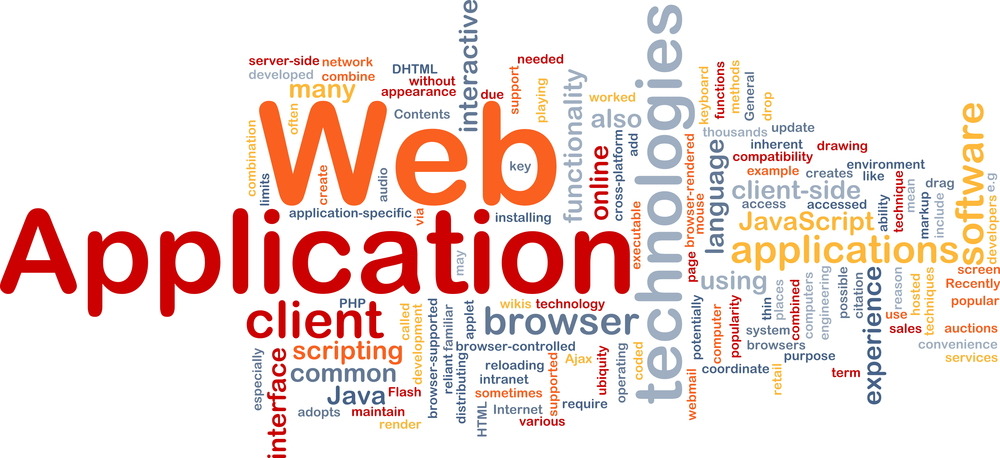 interactive
technologies
server-side
network
developed
combine
many
DHTML
without
appearance
due
support
needed
playing
functionality
worked
also
Contents
often
combination
limits
create
audio
Web
key
application-specific
via
installing
online
cross-platform
add
keyboard
functions
methods
General
drop
thousands
update
inherent
drawing
compatibility
example
creates
environment
like
language
page
browser-rendered
mouse
client-side
access
accessed
ability
technique
mean
markup
drag
include
software
e.g
developers
JavaScript
applications
Application
may
executable
using
screen
Recently
popular
client
PHP
called
development
browser-supported
familiar
reliant
applet
distributing
wikis
technology
browser
browser-controlled
scripting
common
especially
interface
Java
Flash
adopts
maintain
render
HTML
reloading
intranet
sometimes
Internet
various
supported
Ajax
require
ubiquity
operating
coded
potentially
computer
popularity
thin
places
combined
computers
engineering
possible
citation
experience
reason
hosted
techniques
use
sales
auctions
convenience
services
system
browsers
purpose
coordinate
webmail
retail
term